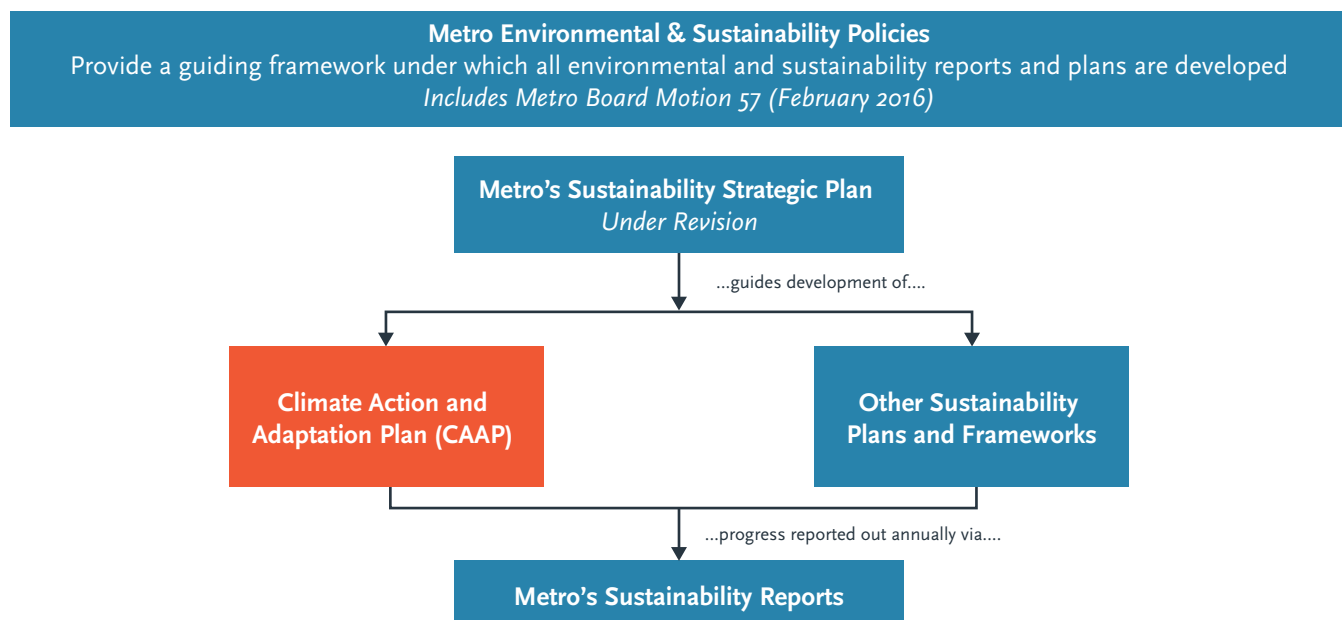 Metro Environmental & Sustainability Policies
Provide a guiding framework under which all environmental and sustainability reports and plans are developed
Includes Metro Board Motion 57 (February 2016)
Metro’s Sustainability Strategic Plan
Under Revision
...guides development of....
Climate Action and
Adaptation Plan (CAAP)
Other Sustainability
Plans and Frameworks
...progress reported out annually via....
Metro’s Sustainability Reports